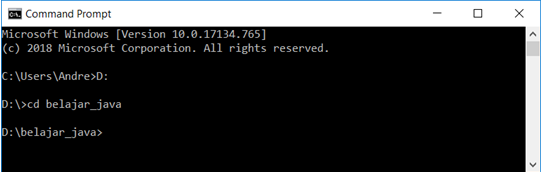 Command Prompt
Microsoft Windows [Version 10.0.17134.765]
(c) 2018 Microsoft Corporation. All rights reserved.
C:\Users\Andre>D:
D:\>cd belajar_java
D:\belajar_java>